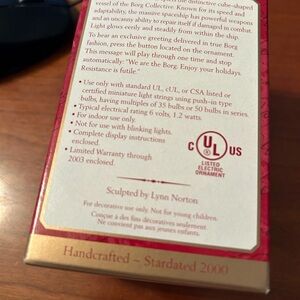 its distinctive cube-shaped
vessel of the Borg Collective. Known for its speed and
adaptability, the massive spaceship has powerful weapons
and an uncanny ability to repair itself if damaged in combat.
Light glows eerily and steadily from within the ship.
To hear an exclusive greeting delivered in true Borg
fashion, press the button located on the ornament.
This message will play through one time and stop
automatically: "We are the Borg. Enjoy your holidays.
Resistance is futile."
• Use only with standard UL, cUL, or CSA listed or
certified miniature light strings using push-in type
bulbs, having multiples of 35 bulbs or 50 bulbs in series.
• Typical electrical rating 6 volts, 1.2 watts.
• For indoor use only.
• Not for use with blinking lights.
• Complete display instructions
enclosed.
• Limited Warranty through
2003 enclosed.
C UL US
LISTED
ELECTRIC
ORNAMENT
Sculpted by Lynn Norton
For decorative use only. Not for young children.
Conçue à des fins décoratives seulement.
Ne convient pas aux jeunes enfants.
Handcrafted – Stardated 2000